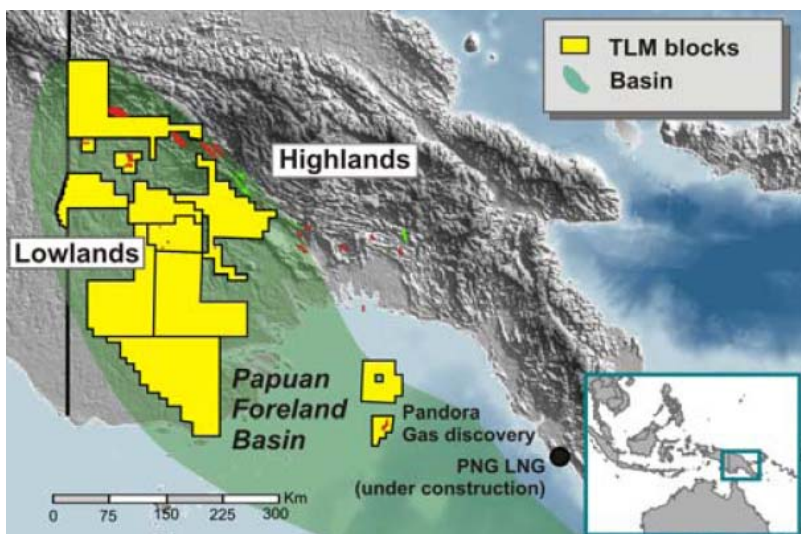 TLM blocks
Basin
Highlands
Lowlands
Papuan
Foreland
Basin
Pandora
Gas discovery
PNG LNG
(under construction)
Km
0 75 150 225 300